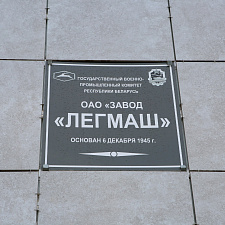 ГОСУДАРСТВЕННЫЙ ВОЕННО-
ПРОМЫШЛЕННЫЙ КОМИТЕТ
РЕСПУБЛИКИ БЕЛАРУСЬ
ОАО «ЗАВОД
«ЛЕГМАШ»
ОСНОВАН 6 ДЕКАБРЯ 1945 г.